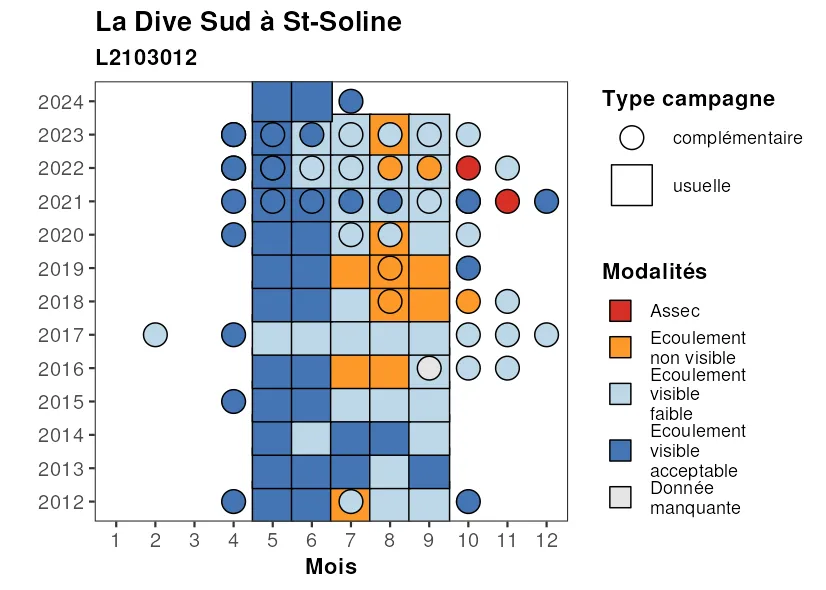 La Dive Sud à St-Soline
L2103012
2024
2023
2022
2021
2020
2019
2018
2017
2016
2015
2014
2013
2012
1 2 3 4 5 6 7 8 9 10 11 12
Mois
Type campagne
complémentaire
usuelle
Modalités
Assec
Ecoulement
non visible
Ecoulement
visible
faible
Ecoulement
visible
acceptable
Donnée
manquante